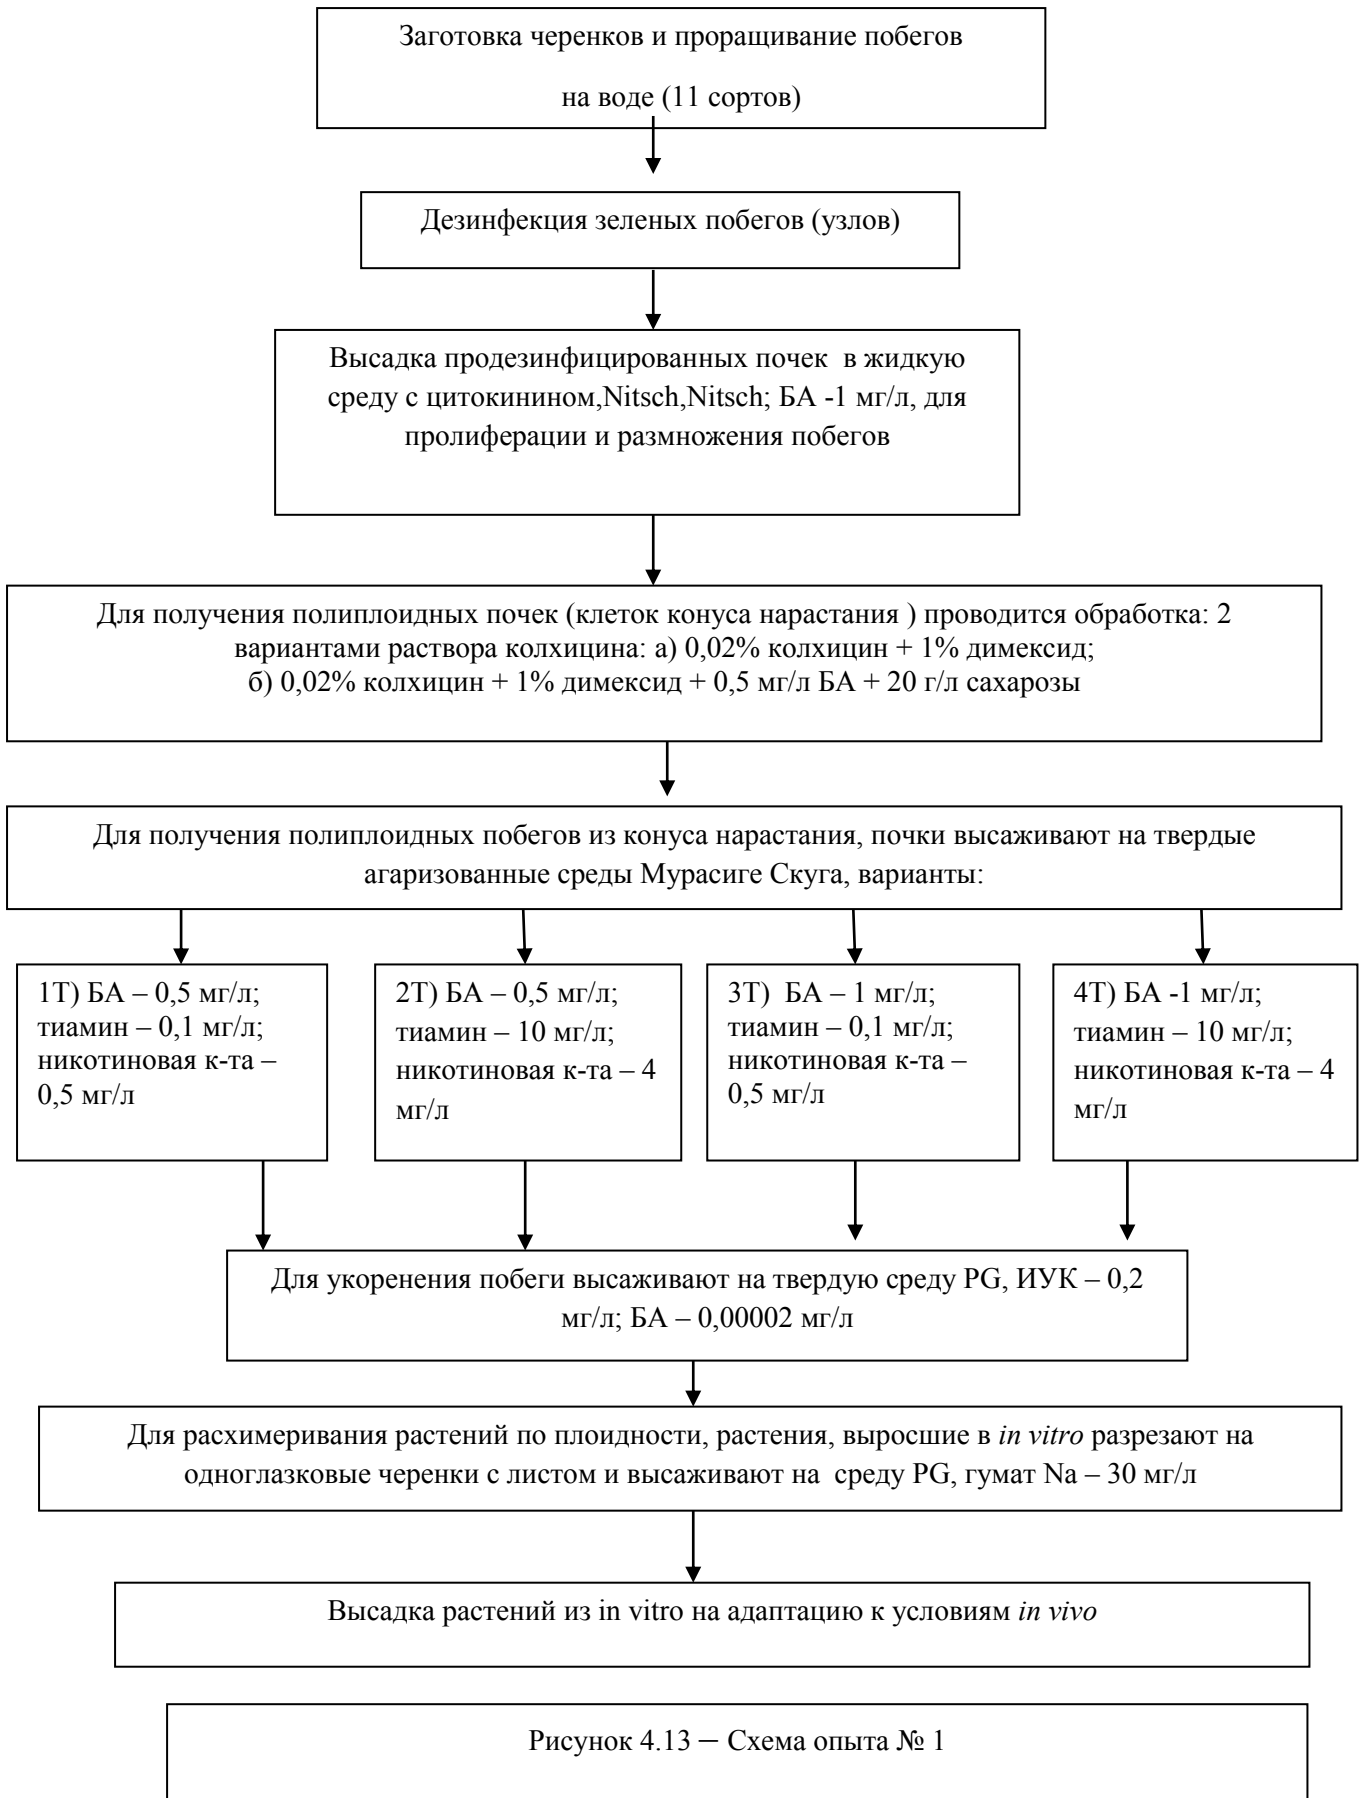 Заготовка черенков и проращивание побегов
на воде (11 сортов)
Дезинфекция зеленых побегов (узлов)
Высадка продезинфицированных почек в жидкую
среду с цитокинином,Nitsch,Nitsch; БА -1 мг/л, для
пролиферации и размножения побегов
Для получения полиплоидных почек (клеток конуса нарастания ) проводится обработка: 2
вариантами раствора колхицина: а) 0,02% колхицин + 1% димексид;
б) 0,02% колхицин + 1% димексид + 0,5 мг/л БА + 20 г/л сахарозы
Для получения полиплоидных побегов из конуса нарастания, почки высаживают на твердые
агаризованные среды Мурасиге Скуга, варианты:
1Т) БА – 0,5 мг/л;
тиамин – 0,1 мг/л;
никотиновая к-та –
0,5 мг/л
2Т) БА – 0,5 мг/л;
тиамин – 10 мг/л;
никотиновая к-та – 4
мг/л
3Т) БА – 1 мг/л;
тиамин – 0,1 мг/л;
никотиновая к-та –
0,5 мг/л
4Т) БА -1 мг/л;
тиамин – 10 мг/л;
никотиновая к-та – 4
мг/л
Для укоренения побеги высаживают на твердую среду PG, ИУК – 0,2
мг/л; БА – 0,00002 мг/л
Для расхимеривания растений по плоидности, растения, выросшие в in vitro разрезают на
одноглазковые черенки с листом и высаживают на среду PG, гумат Na – 30 мг/л
Высадка растений из in vitro на адаптацию к условиям in vivo
Рисунок 4.13 – Схема опыта № 1